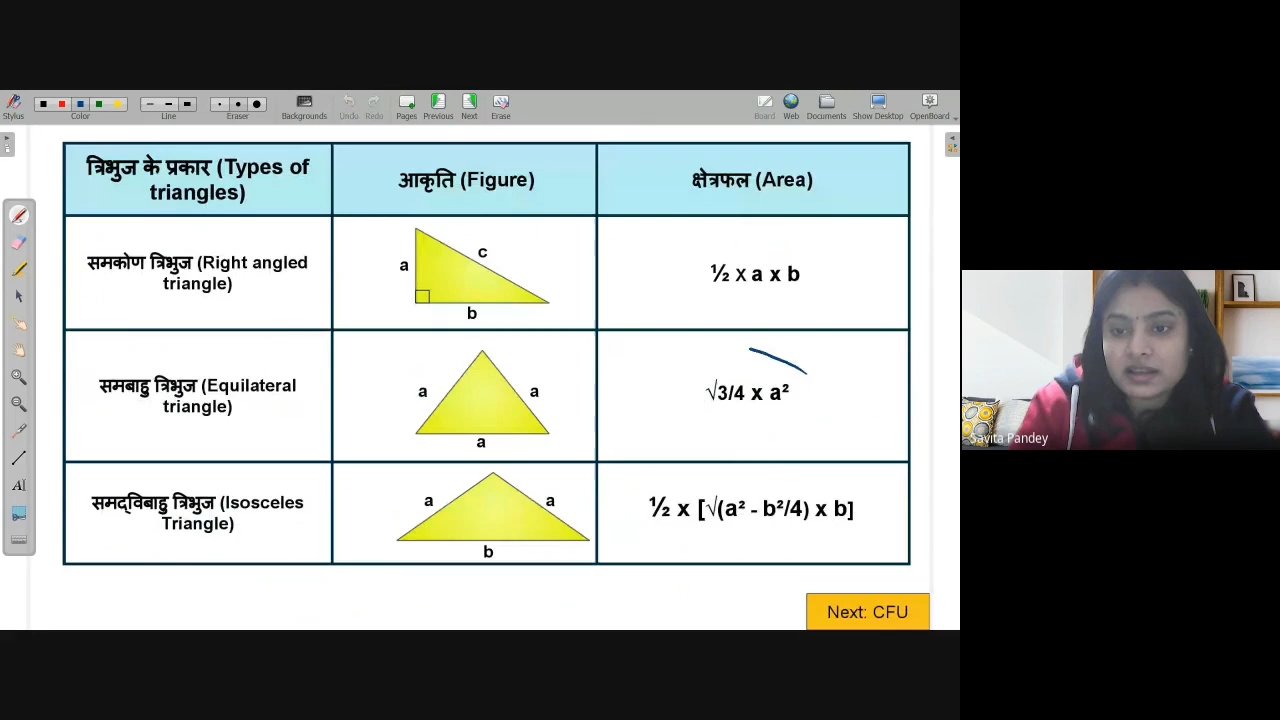 Stylus
Color
Line
Eraser
Backgrounds
Undo
Redo
Pages
Previous
Next
Erase
Board
Web
Documents
Show Desktop
OpenBoard
त्रिभुज के प्रकार (Types of
triangles)
आकृति (Figure)
क्षेत्रफल (Area)
समकोण त्रिभुज (Right angled
triangle)
a
c
b
½ x a x b
समबाहु त्रिभुज (Equilateral
triangle)
a
a
a
√3/4 x a²
समद्विबाहु त्रिभुज (Isosceles
Triangle)
a
a
b
½ x [√(a² - b²/4) x b]
Next: CFU
Savita Pandey